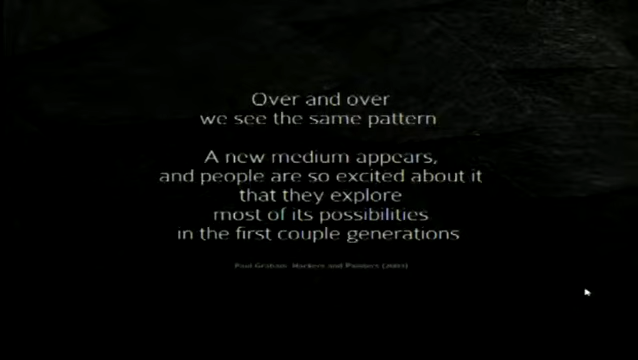 Over and over
we see the same pattern
A new medium appears,
and people are so excited about it
that they explore
most of its possibilities
in the first couple generations
Paul Graham, Hackers and Painters